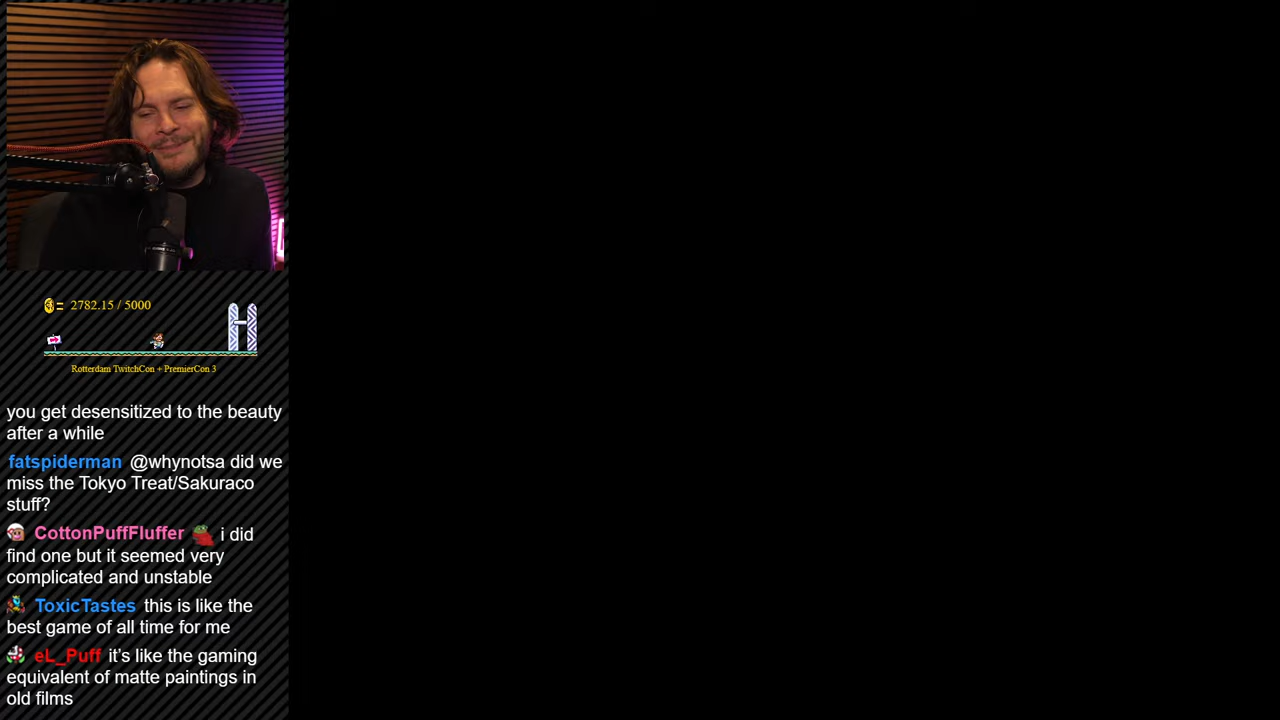 = 2782.15 / 5000
Rotterdam TwitchCon + PremierCon 3
you get desensitized to the beauty
after a while
fatspiderman @whynotsa did we
miss the Tokyo Treat/Sakuraco
stuff?
CottonPuffFluffer i did
find one but it seemed very
complicated and unstable
ToxicTastes this is like the
best game of all time for me
eL_Puff it’s like the gaming
equivalent of matte paintings in
old films